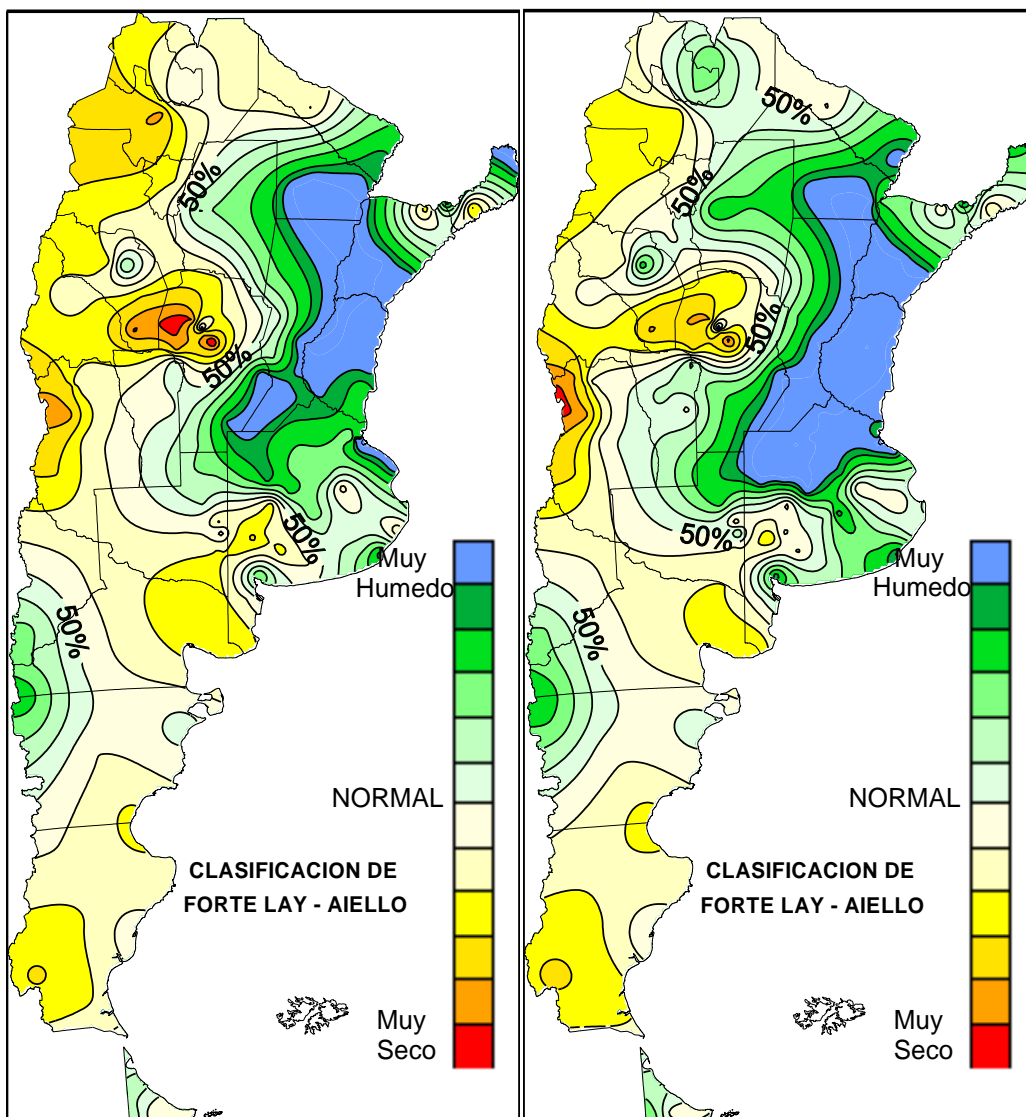 50%
50%
50%
Muy
Humedo
50%
NORMAL
CLASIFICACION DE
FORTE LAY - AIELLO
Muy
Seco
50%
50%
50%
50%
Muy
Humedo
50%
NORMAL
CLASIFICACION DE
FORTE LAY - AIELLO
Muy
Seco